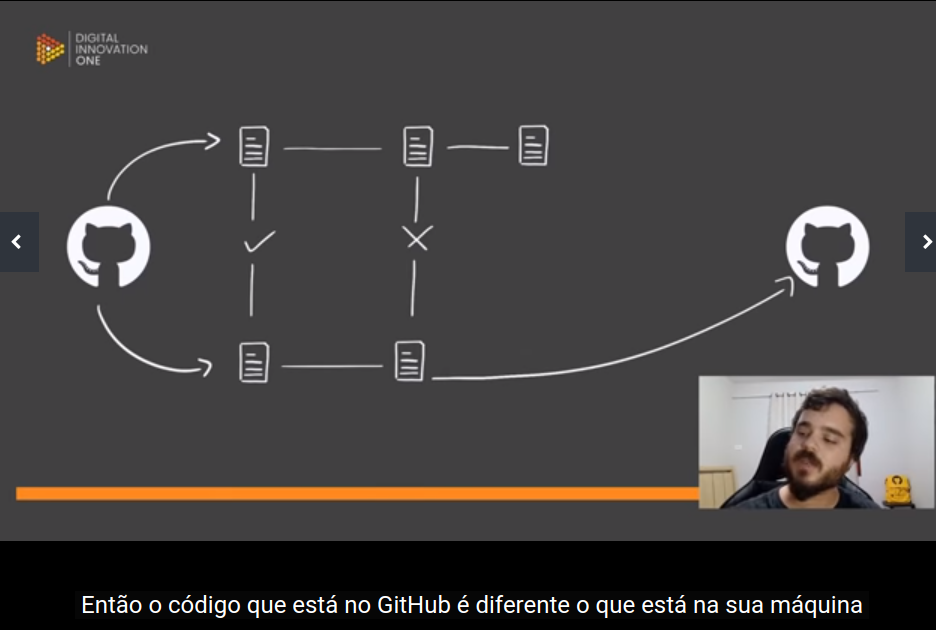 DIGITAL
INNOVATION
ONE
Então o código que está no GitHub é diferente o que está na sua máquina